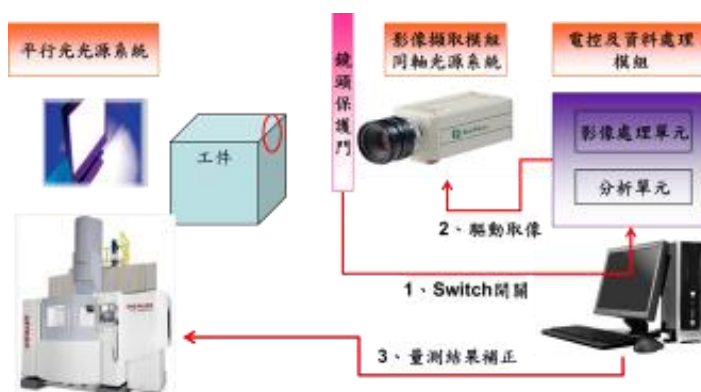 平行光光源系統
鏡頭保護門
影像擷取模組
同軸光源系統
電控及資料處理
模組
工件
影像處理單元
分析單元
2、驅動取像
1、Switch開關
3、量測結果補正